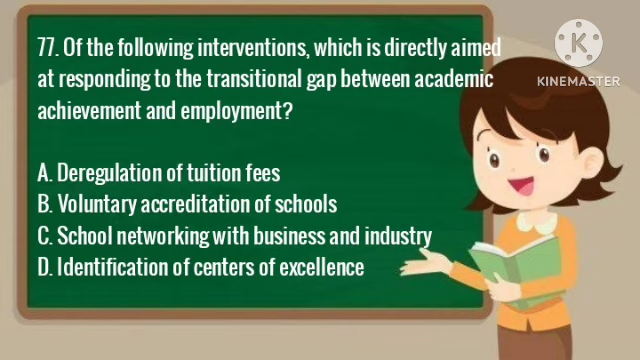 77. Of the following interventions, which is directly aimed
at responding to the transitional gap between academic
achievement and employment?
A. Deregulation of tuition fees
B. Voluntary accreditation of schools
C. School networking with business and industry
D. Identification of centers of excellence
K
KINEMASTER